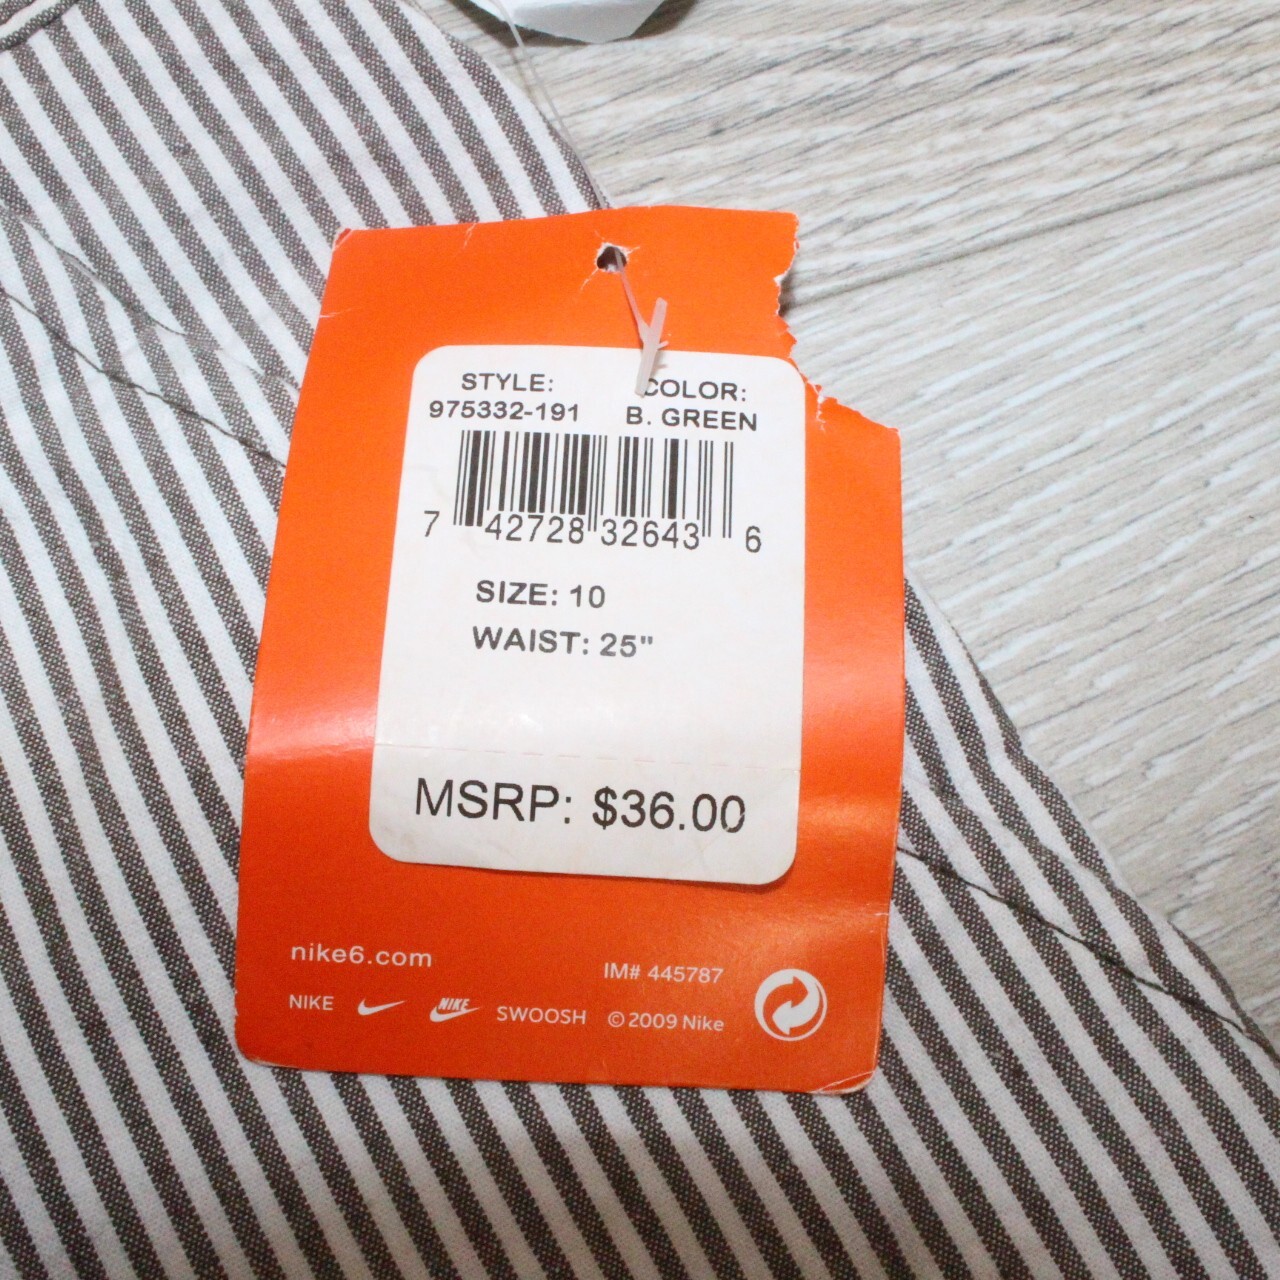 STYLE: COLOR:
975332-191 B. GREEN
7 42728 32643 6
SIZE: 10
WAIST: 25"
MSRP: $36.00
nike6.com
IM# 445787
NIKE NIKE SWOOSH © 2009 Nike